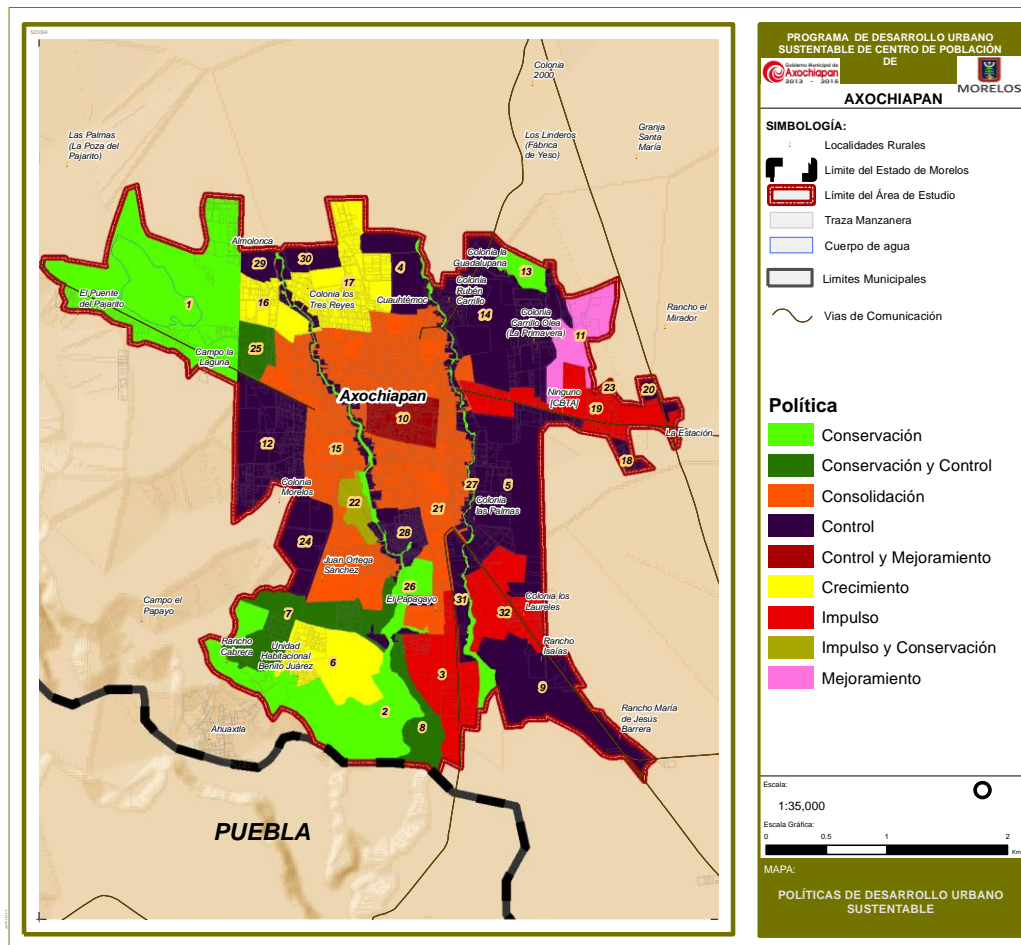 Colonia
2000
Las Palmas
(La Poza del
Pajarito)
Los Linderos
(Fábrica
de Yeso)
Granja
Santa
María
Almolonca
29
30
17
4
Colonia la
Guadalupana
13
El Puente
del Pajarito
1
16
Colonia los
Tres Reyes
Cuauhtémoc
Colonia
Rubén
Carrillo
14
Colonia
Carrillo Olea
(La Primavera)
11
Rancho el
Mirador
25
Campo la
Laguna
Axochiapan
10
Ninguno
[CBTA]
23
20
19
La Estación
12
15
18
Colonia
Morelos
22
27
5
Colonia
las Palmas
21
28
24
Juan Ortega
Sánchez
26
El Papagayo
31
32
Colonia los
Laureles
Campo el
Papayo
7
Rancho
Cabrera
Unidad
Habitacional
Benito Juárez
6
Rancho
Isaías
3
9
2
8
Ahuaxtla
Rancho María
de Jesús
Barrera
PUEBLA
PROGRAMA DE DESARROLLO URBANO
SUSTENTABLE DE CENTRO DE POBLACIÓN
DE
Gobierno Municipal de
Axochiapan
2013 - 2015
MORELOS
AXOCHIAPAN
SIMBOLOGÍA:
Localidades Rurales
Límite del Estado de Morelos
Límite del Área de Estudio
Traza Manzanera
Cuerpo de agua
Limites Municipales
Vias de Comunicación
Política
Conservación
Conservación y Control
Consolidación
Control
Control y Mejoramiento
Crecimiento
Impulso
Impulso y Conservación
Mejoramiento
Escala:
1:35,000
Escala Gráfica:
0 0.5 1 2
Km
MAPA:
POLÍTICAS DE DESARROLLO URBANO
SUSTENTABLE